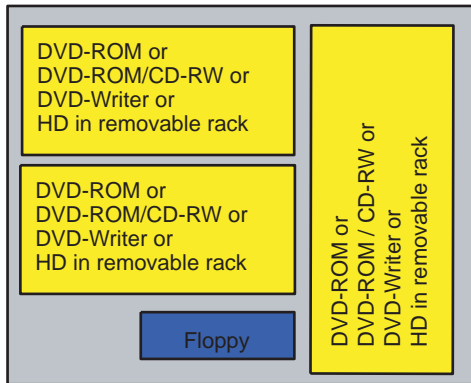 DVD-ROM or
DVD-ROM/CD-RW or
DVD-Writer or
HD in removable rack
DVD-ROM or
DVD-ROM/CD-RW or
DVD-Writer or
HD in removable rack
Floppy
DVD-ROM or
DVD-ROM / CD-RW or
DVD-Writer or
HD in removable rack